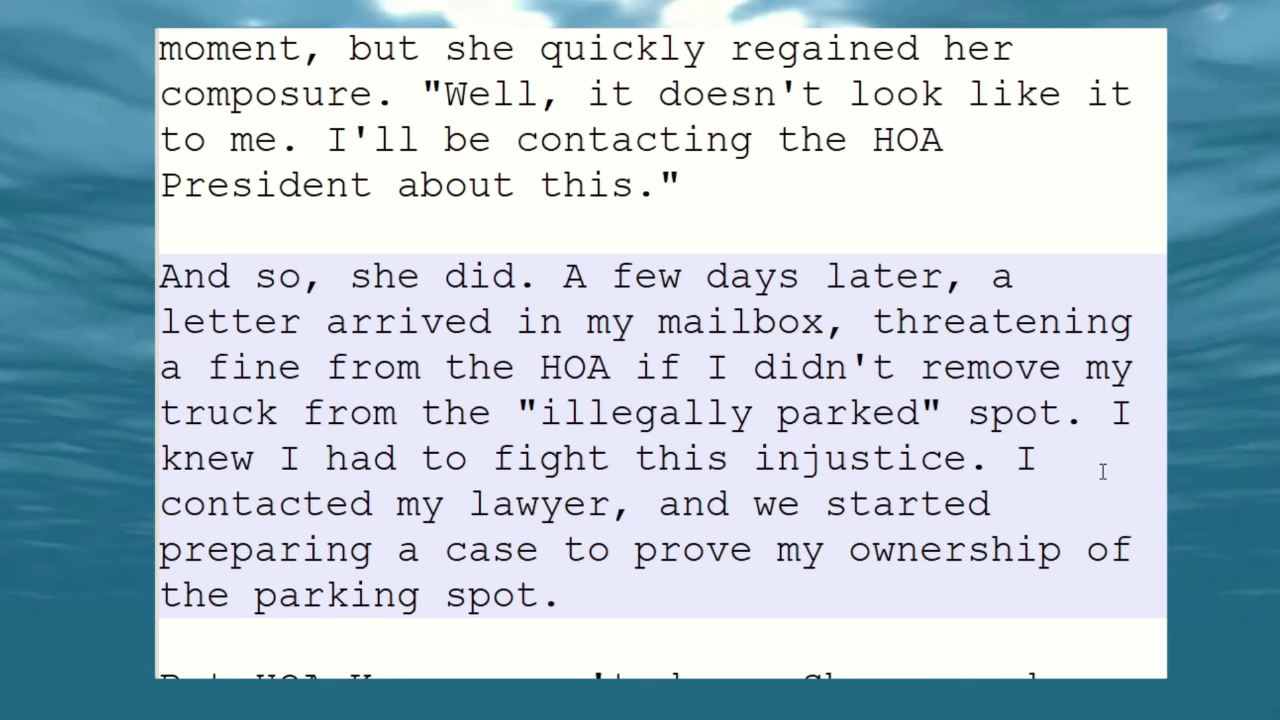 moment, but she quickly regained her
composure. "Well, it doesn't look like it
to me. I'll be contacting the HOA
President about this."
And so, she did. A few days later, a
letter arrived in my mailbox, threatening
a fine from the HOA if I didn't remove my
truck from the "illegally parked" spot. I
knew I had to fight this injustice. I
contacted my lawyer, and we started
preparing a case to prove my ownership of
the parking spot.
But HOA